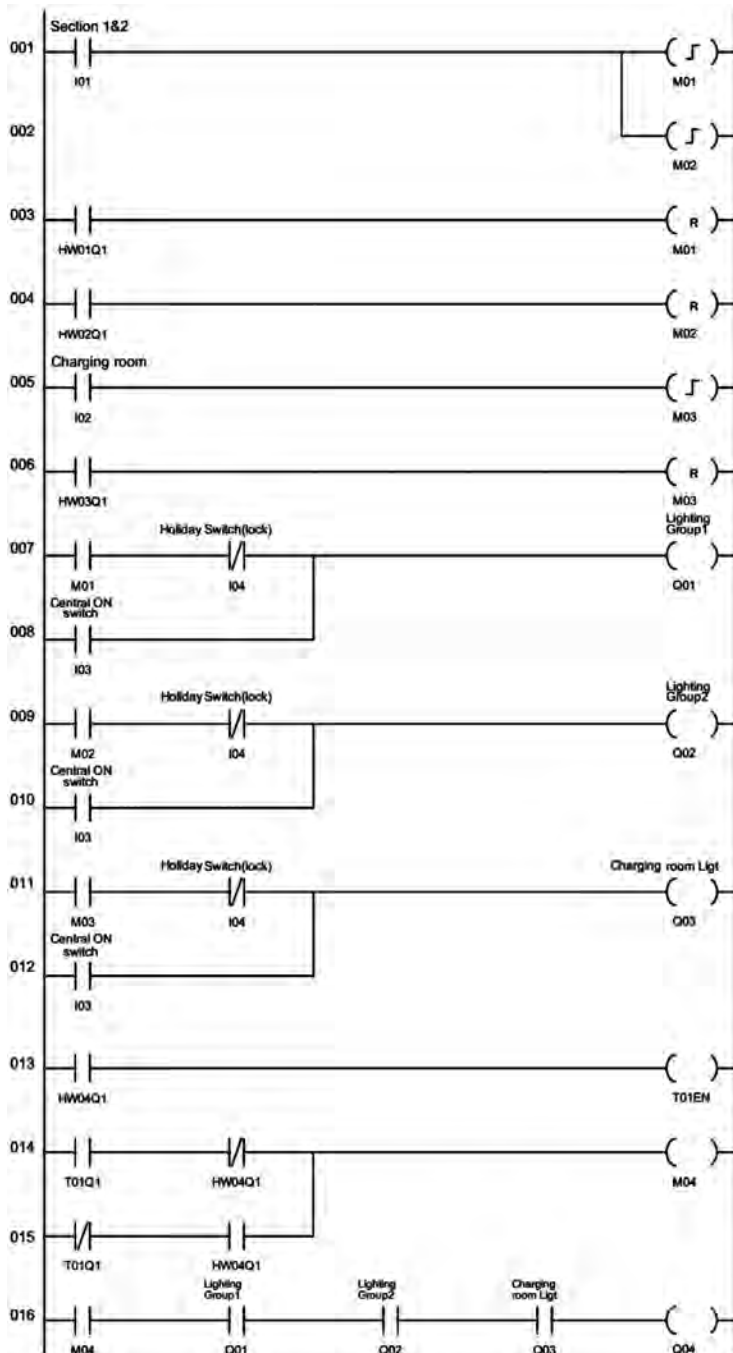 Section 1&2
001
I01
M01
002
M02
003
HW01Q1
R
M01
004
HW02Q1
R
M02
Charging room
005
I02
M03
006
HW03Q1
R
M03
Holiday Switch(lock)
Lighting
Group1
007
M01
I04
Q01
Central ON
switch
008
I03
Holiday Switch(lock)
Lighting
Group2
009
M02
I04
Q02
Central ON
switch
010
I03
Holiday Switch(lock)
Charging room Ligt
011
M03
I04
Q03
Central ON
switch
012
I03
013
HW04Q1
T01EN
014
T01Q1
HW04Q1
M04
015
T01Q1
HW04Q1
Lighting
Group1
Lighting
Group2
Charging
room Ligt
016
M04
Q01
Q02
Q03
Q04